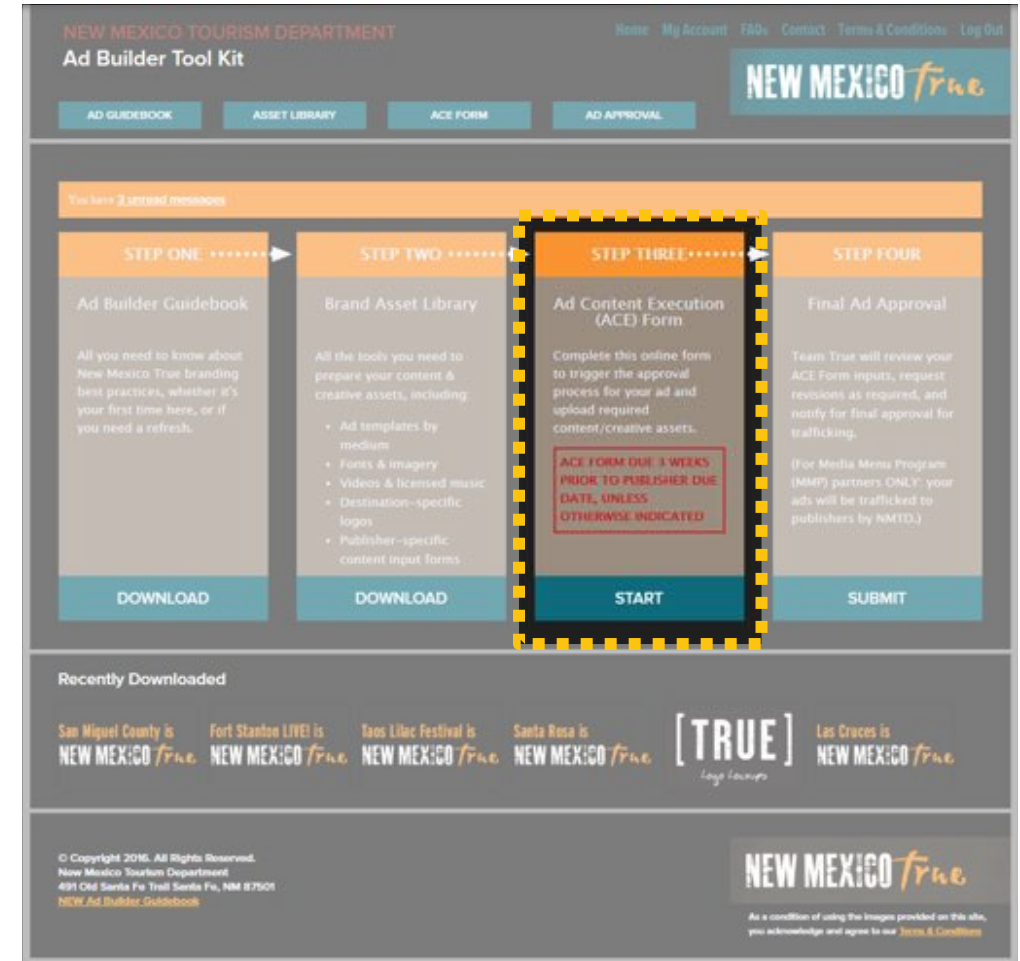 NEW MEXICO TOURISM DEPARTMENT
Home My Account FAQs Contact Terms & Conditions Log Out
Ad Builder Tool Kit
NEW MEXICO True
AD GUIDEBOOK
ASSET LIBRARY
ACE FORM
AD APPROVAL
You have 3 unread messages
STEP ONE
Ad Builder Guidebook
All you need to know about
New Mexico True branding
best practices, whether it's
your first time here, or if
you need a refresh.
DOWNLOAD
STEP TWO
Brand Asset Library
All the tools you need to
prepare your content &
creative assets, including:
• Ad templates by
medium
• Fonts & imagery
• Videos & licensed music
• Destination-specific
logos
• Publisher-specific
content input forms
DOWNLOAD
STEP THREE
Ad Content Execution
(ACE) Form
Complete this online form
to trigger the approval
process for your ad and
upload required
content/creative assets.
ACE FORM DUE 3 WEEKS
PRIOR TO PUBLISHER DUE
DATE, UNLESS
OTHERWISE INDICATED
START
STEP FOUR
Final Ad Approval
Team True will review your
ACE Form inputs, request
revisions as required, and
notify for final approval for
trafficking.
(For Media Menu Program
(MMP) partners ONLY: your
ads will be trafficked to
publishers by NMTD.)
SUBMIT
Recently Downloaded
San Miguel County is
NEW MEXICO True
Fort Stanton LIVE! is
NEW MEXICO True
Taos Lilac Festival is
NEW MEXICO True
Santa Rosa is
NEW MEXICO True
[TRUE]
Logo Lockups
Las Cruces is
NEW MEXICO True
© Copyright 2016. All Rights Reserved.
New Mexico Tourism Department
491 Old Santa Fe Trail Santa Fe, NM 87501
NEW Ad Builder Guidebook
NEW MEXICO True
As a condition of using the images provided on this site,
you acknowledge and agree to our Terms & Conditions